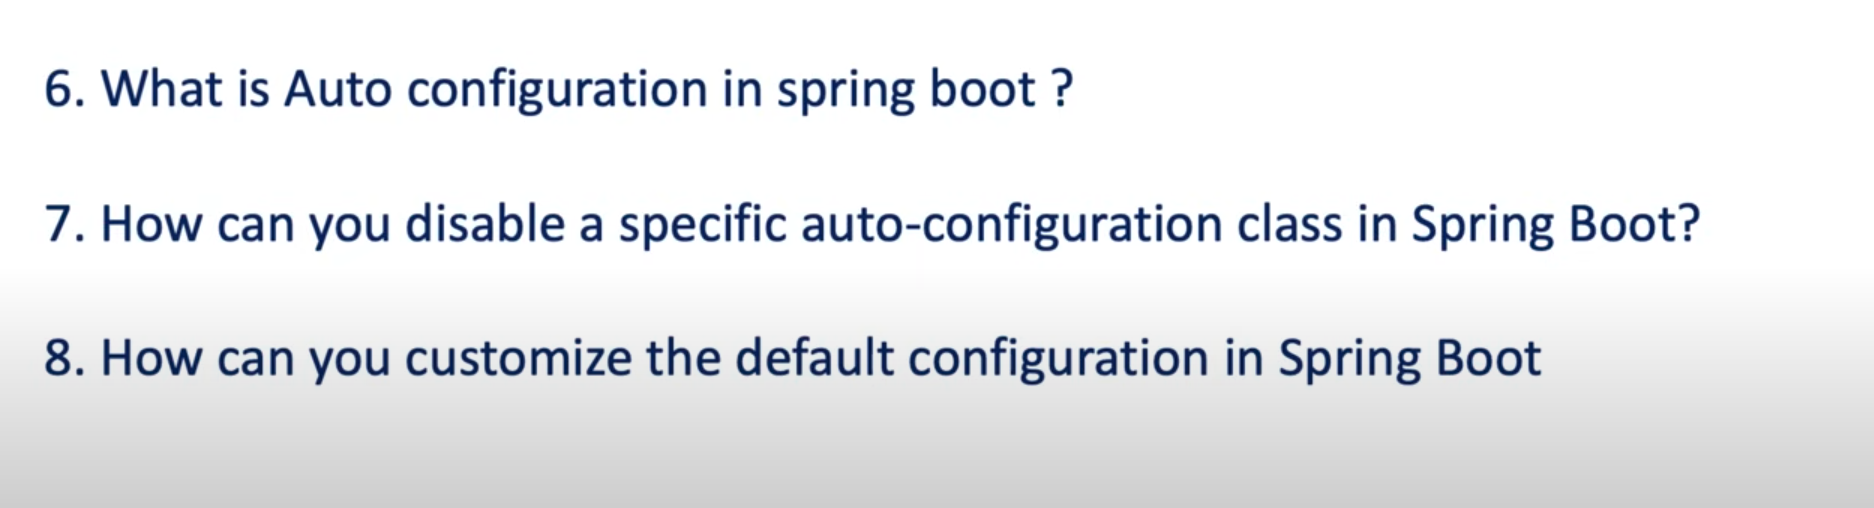 6. What is Auto configuration in spring boot ?
7. How can you disable a specific auto-configuration class in Spring Boot?
8. How can you customize the default configuration in Spring Boot